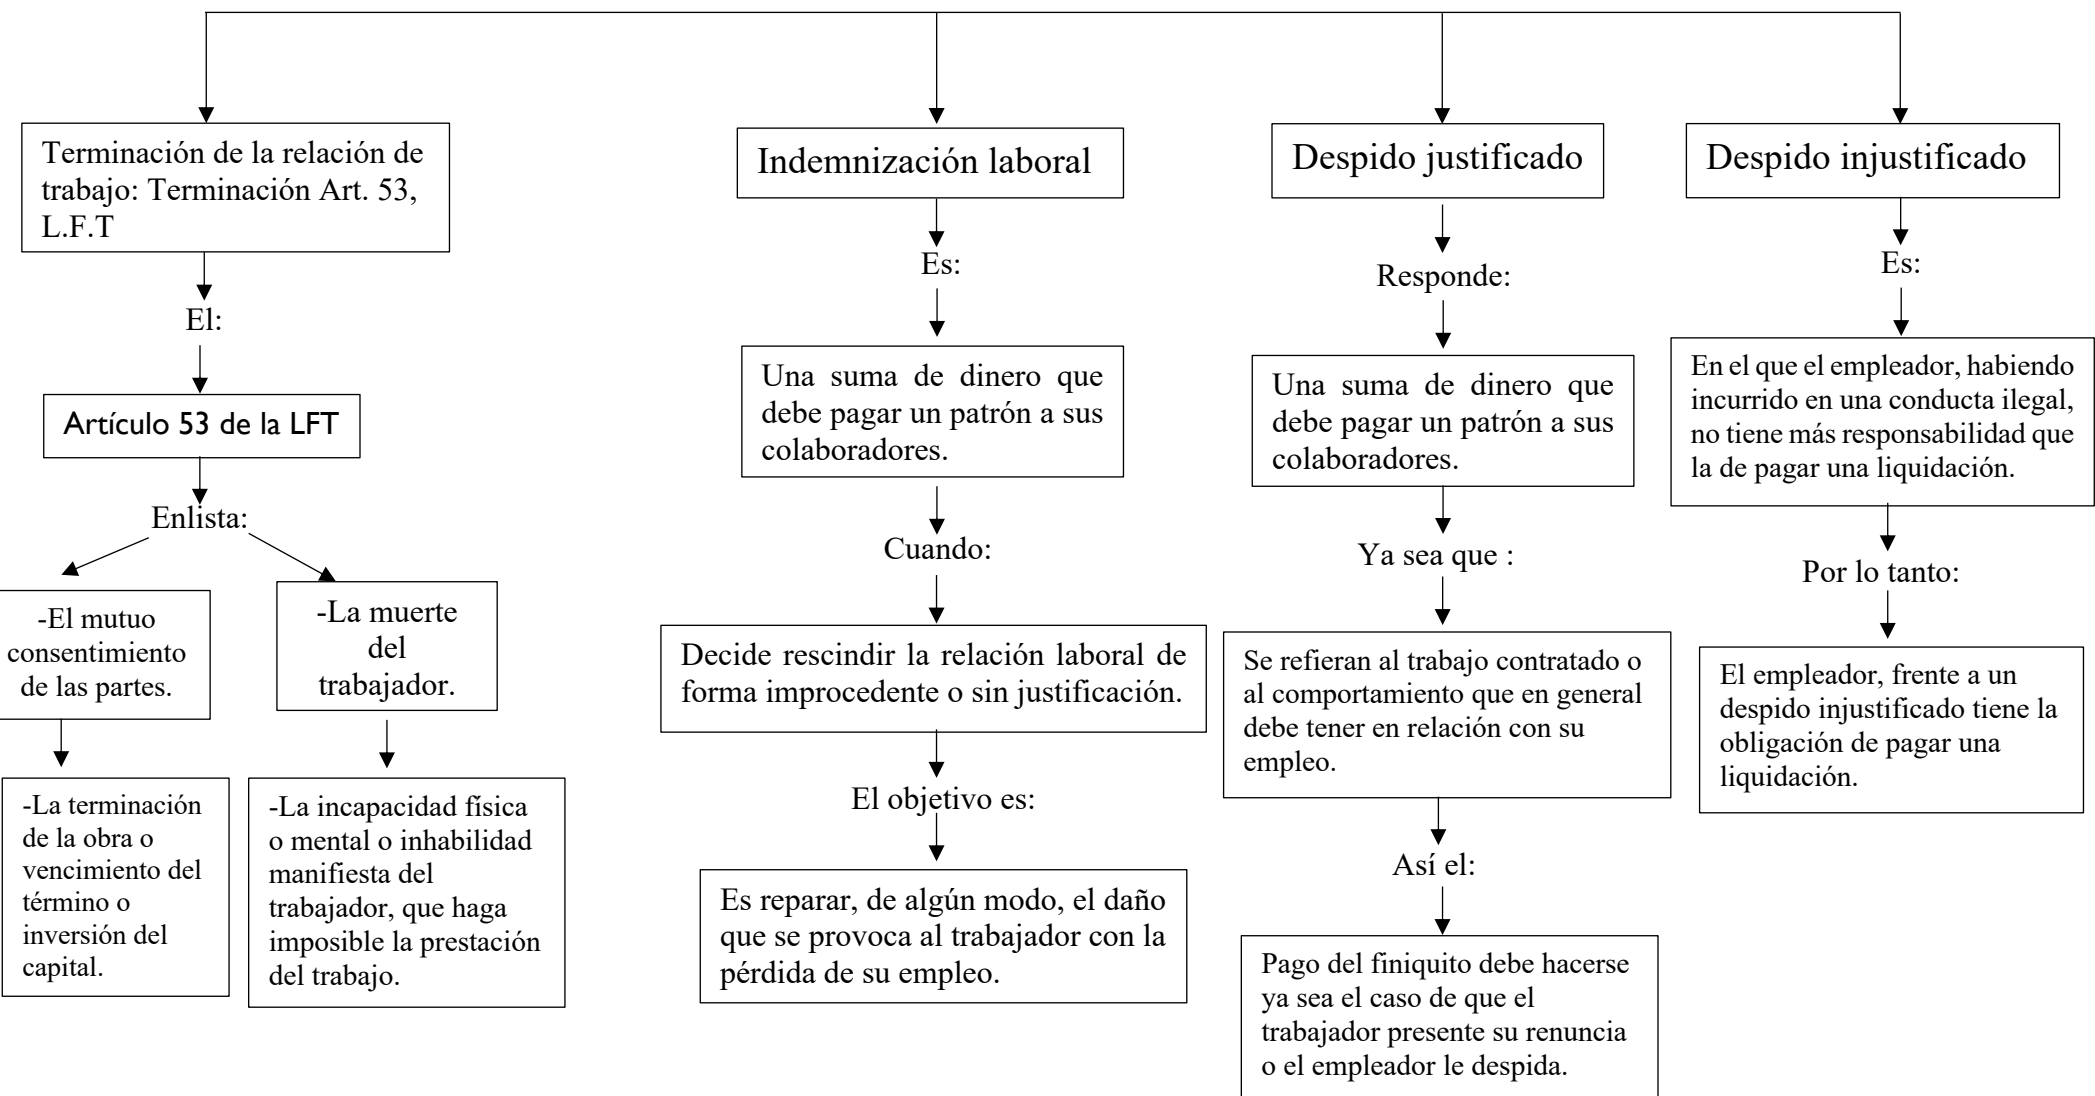 Terminación de la relación de
trabajo: Terminación Art. 53,
L.F.T
El:
Artículo 53 de la LFT
Enlista:
-El mutuo
consentimiento
de las partes.
-La muerte
del
trabajador.
-La terminación
de la obra o
vencimiento del
término o
inversión del
capital.
-La incapacidad física
o mental o inhabilidad
manifiesta del
trabajador, que haga
imposible la prestación
del trabajo.
Indemnización laboral
Es:
Una suma de dinero que
debe pagar un patrón a sus
colaboradores.
Cuando:
Decide rescindir la relación laboral de
forma improcedente o sin justificación.
El objetivo es:
Es reparar, de algún modo, el daño
que se provoca al trabajador con la
pérdida de su empleo.
Despido justificado
Responde:
Una suma de dinero que
debe pagar un patrón a sus
colaboradores.
Ya sea que :
Se refieran al trabajo contratado o
al comportamiento que en general
debe tener en relación con su
empleo.
Así el:
Pago del finiquito debe hacerse
ya sea el caso de que el
trabajador presente su renuncia
o el empleador le despida.
Despido injustificado
Es:
En el que el empleador, habiendo
incurrido en una conducta ilegal,
no tiene más responsabilidad que
la de pagar una liquidación.
Por lo tanto:
El empleador, frente a un
despido injustificado tiene la
obligación de pagar una
liquidación.